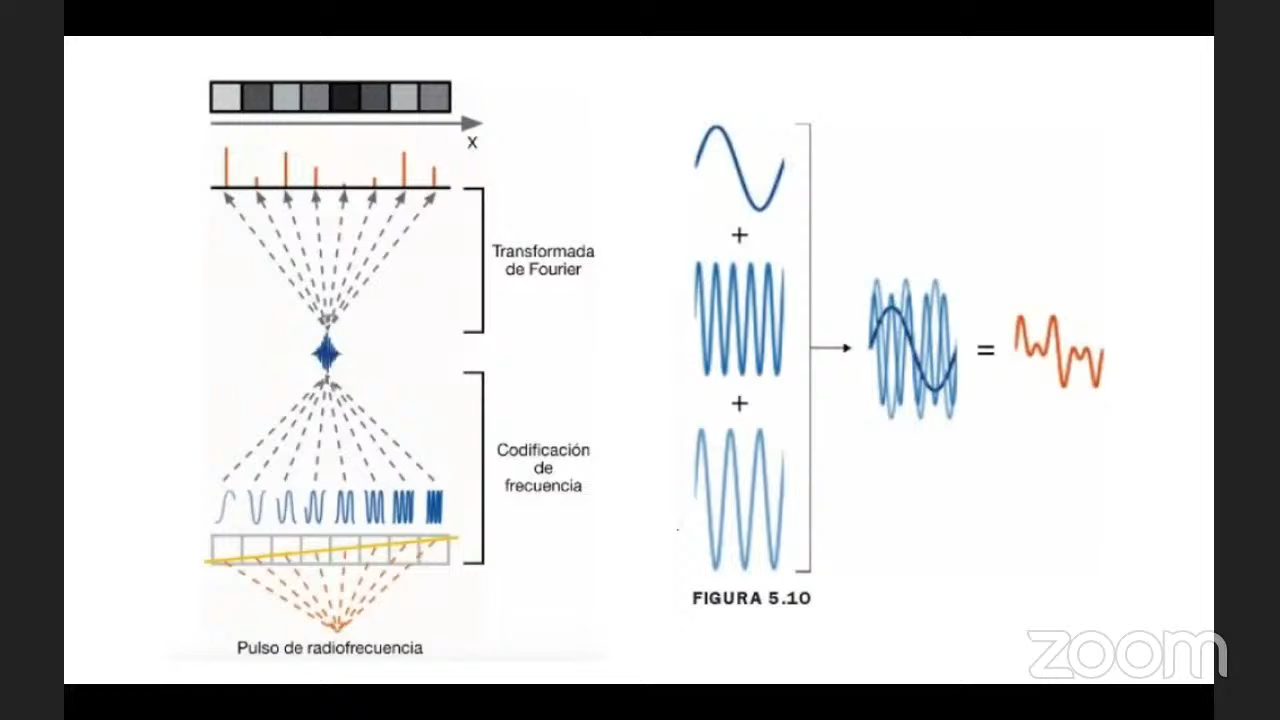 X
Transformada
de Fourier
Codificación
de
frecuencia
Pulso de radiofrecuencia
+
+
=
FIGURA 5.10
zoom